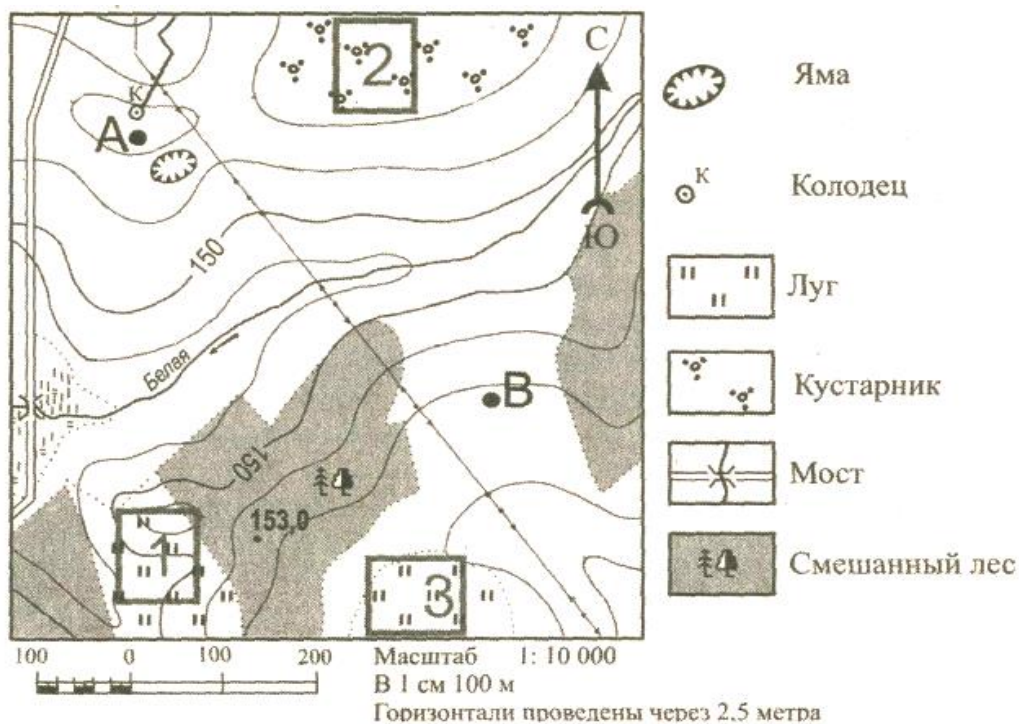 С
2
К
А
Ю
150
Белая
В
150
153,0
1
3
Яма
К
Колодец
Луг
Кустарник
Мост
Смешанный лес
100 0 100 200
Масштаб 1: 10 000
В 1 см 100 м
Горизонтали проведены через 2,5 метра